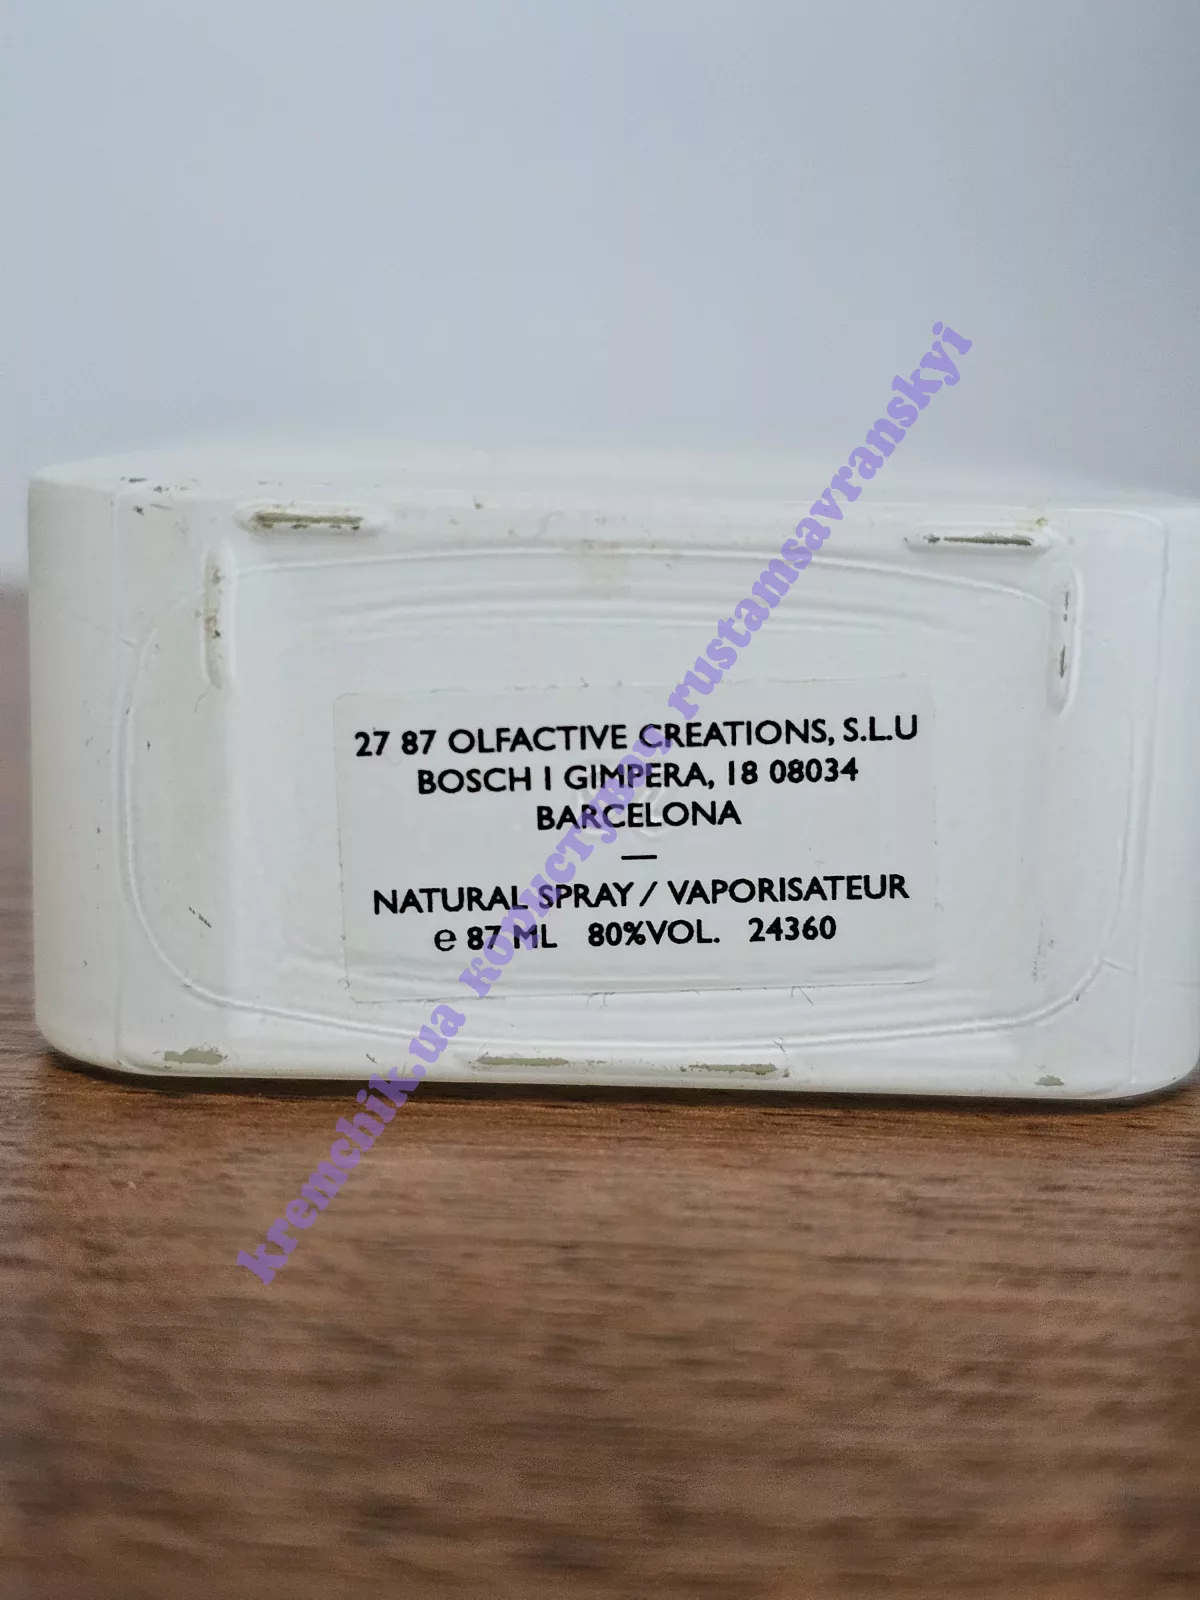 27 87 OLFACTIVE CREATIONS, S.L.U
BOSCH I GIMPERA, 18 08034
BARCELONA
—
NATURAL SPRAY / VAPORISATEUR
℮ 87 ML 80%VOL. 24360
kremchik.ua користувач rustamsavranskyi